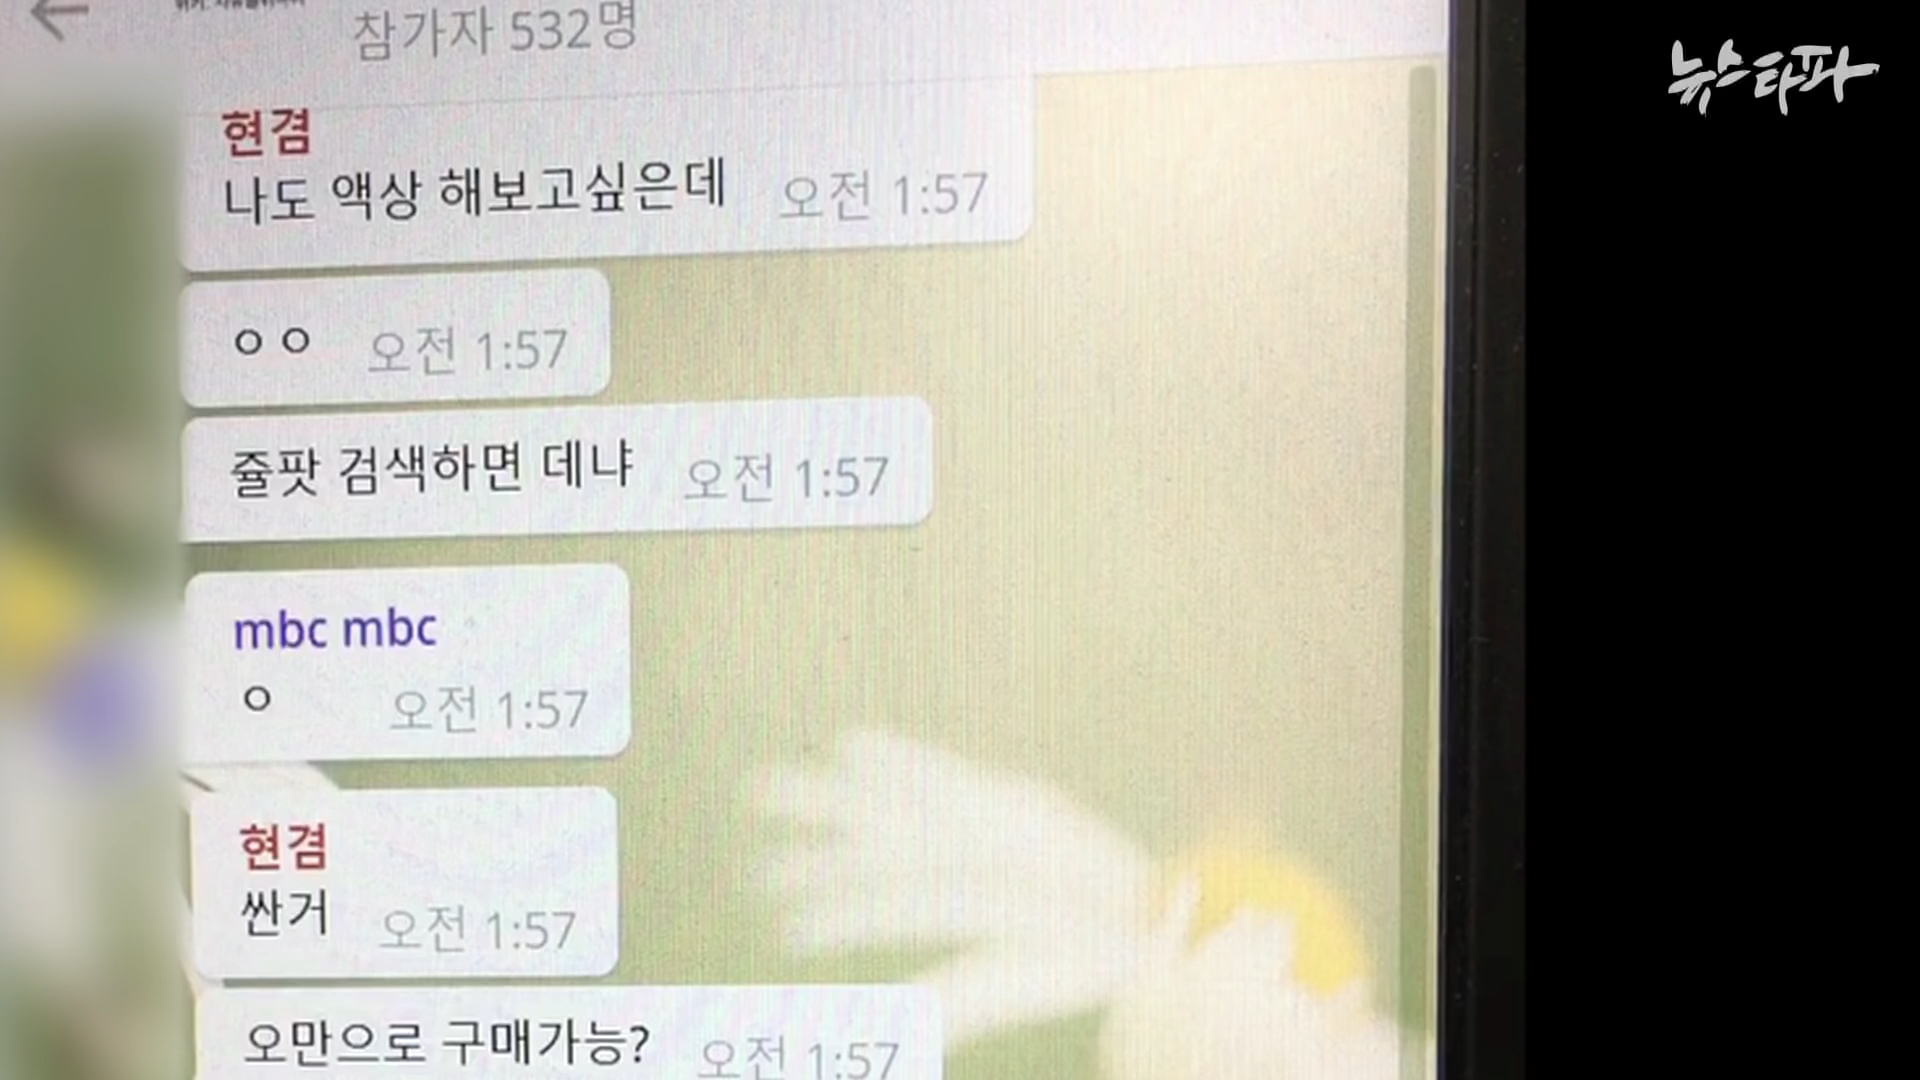 참가자 532명
뉴스타파
현겸
나도 액상 해보고싶은데 오전 1:57
ㅇㅇ 오전 1:57
쥴팟 검색하면 데냐 오전 1:57
mbc mbc
ㅇ 오전 1:57
현겸
싼거 오전 1:57
오만으로 구매가능? 오전 1:57